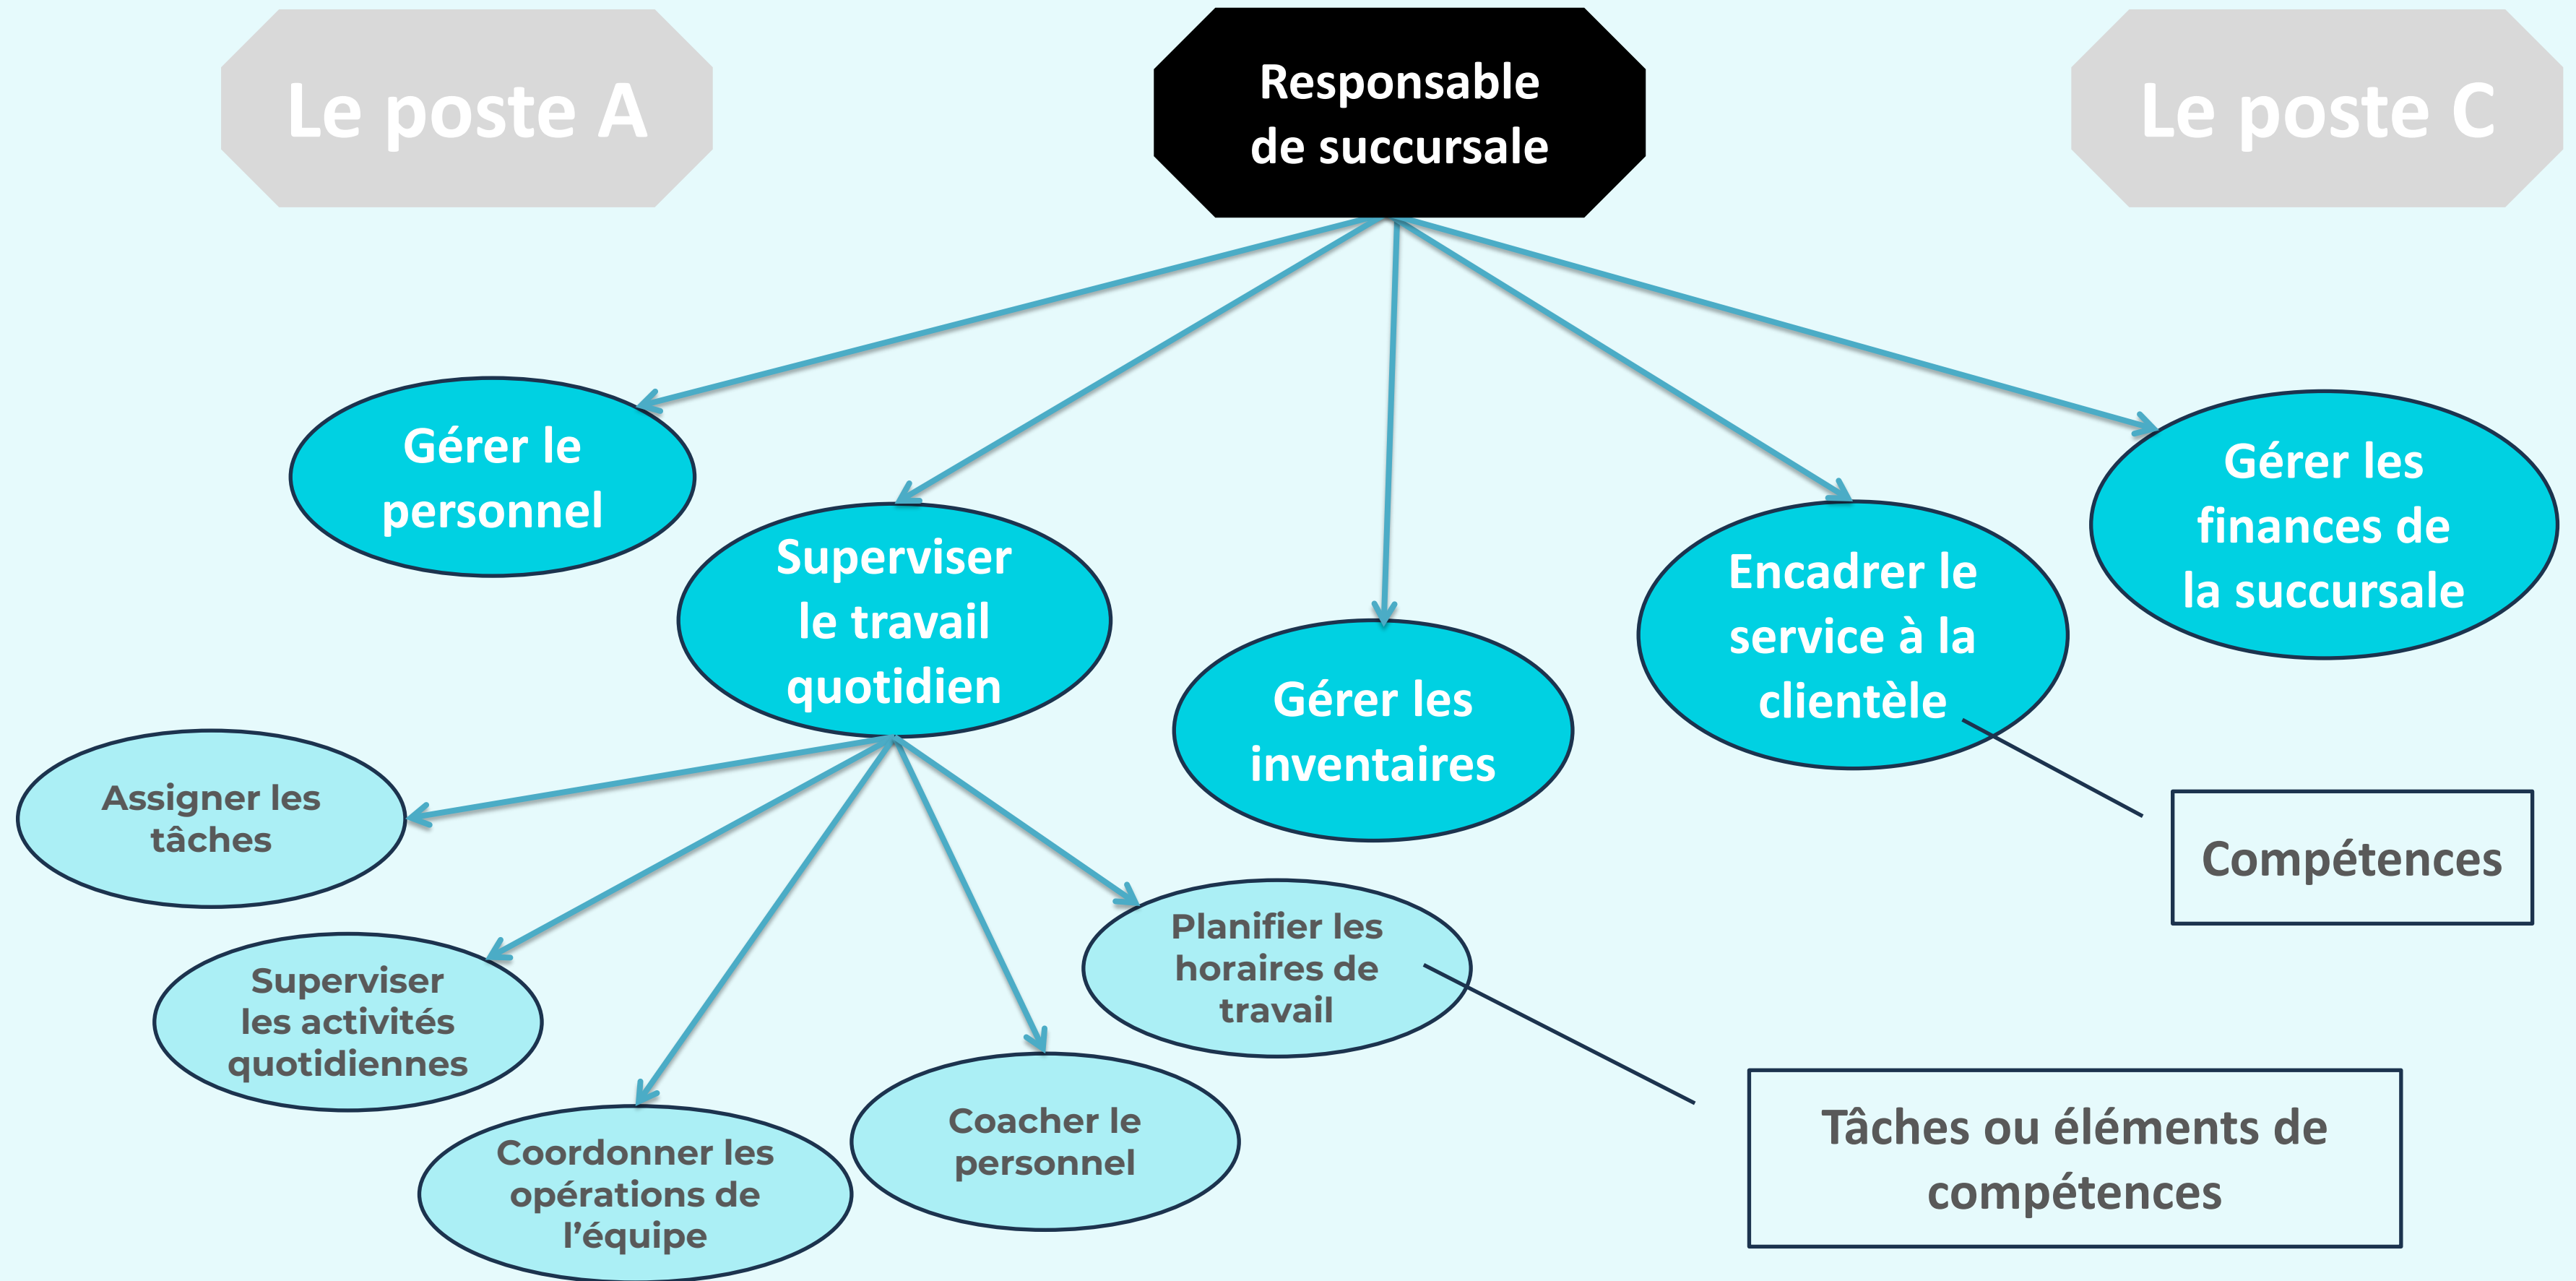 Le poste A
Responsable
de succursale
Le poste C
Gérer le
personnel
Superviser
le travail
quotidien
Gérer les
inventaires
Encadrer le
service à la
clientèle
Gérer les
finances de
la succursale
Compétences
Assigner les
tâches
Superviser
les activités
quotidiennes
Coordonner les
opérations de
l’équipe
Coacher le
personnel
Planifier les
horaires de
travail
Tâches ou éléments de
compétences